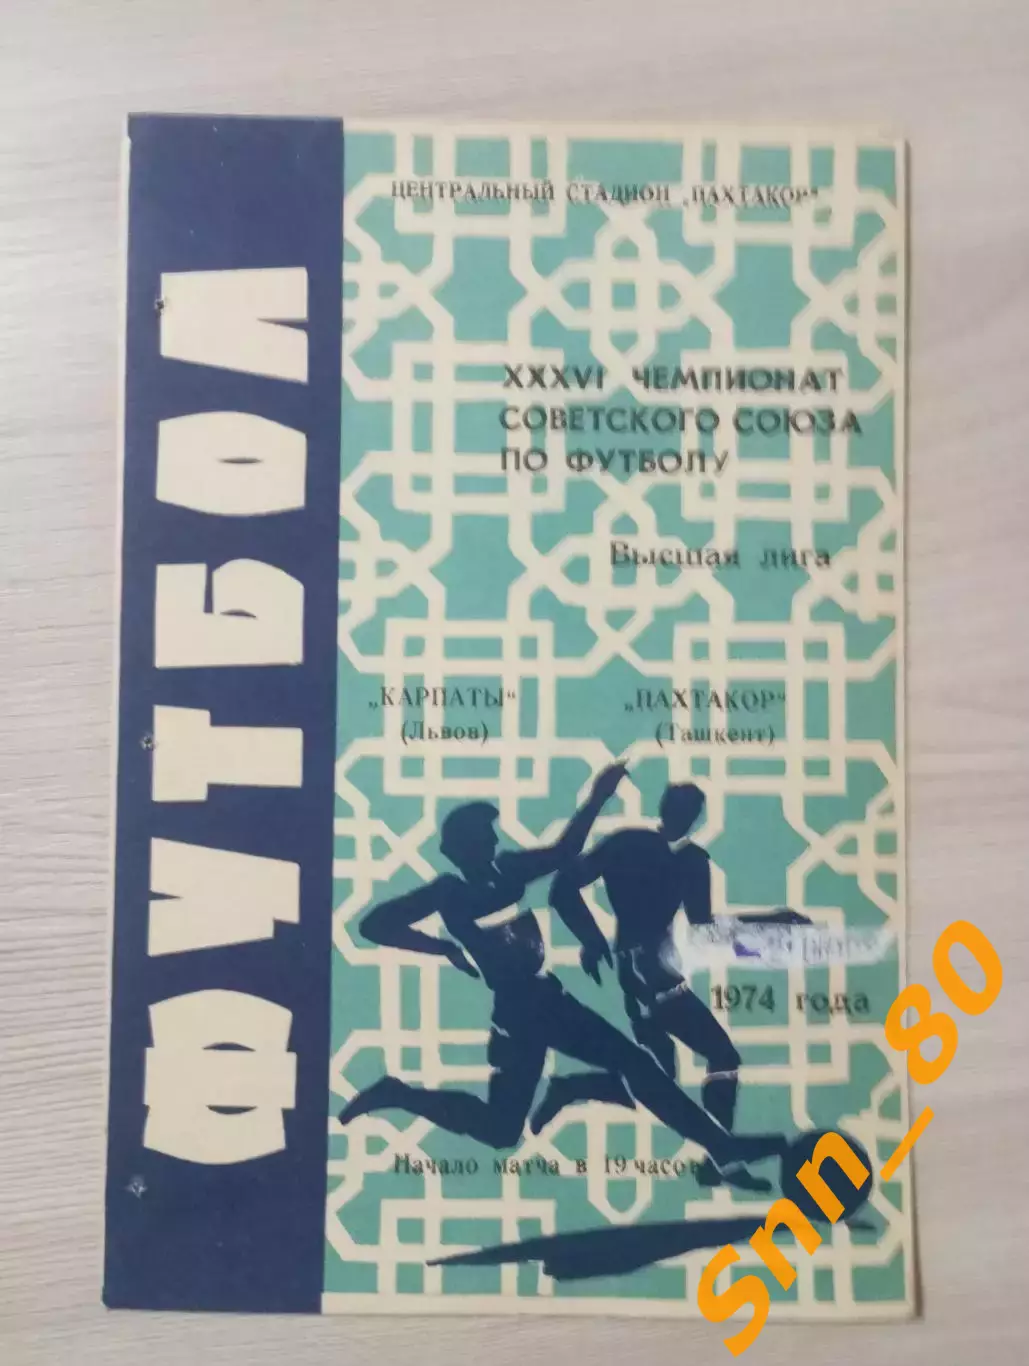 ФУТБОЛ
ЦЕНТРАЛЬНЫЙ СТАДИОН „ПАХТАКОР“
XXXVI ЧЕМПИОНАТ
СОВЕТСКОГО СОЮЗА
ПО ФУТБОЛУ
Высшая лига
„КАРПАТЫ“ „ПАХТАКОР“
(Львов) (Ташкент)
1974 года
Начало матча в 19 часов
snn_80